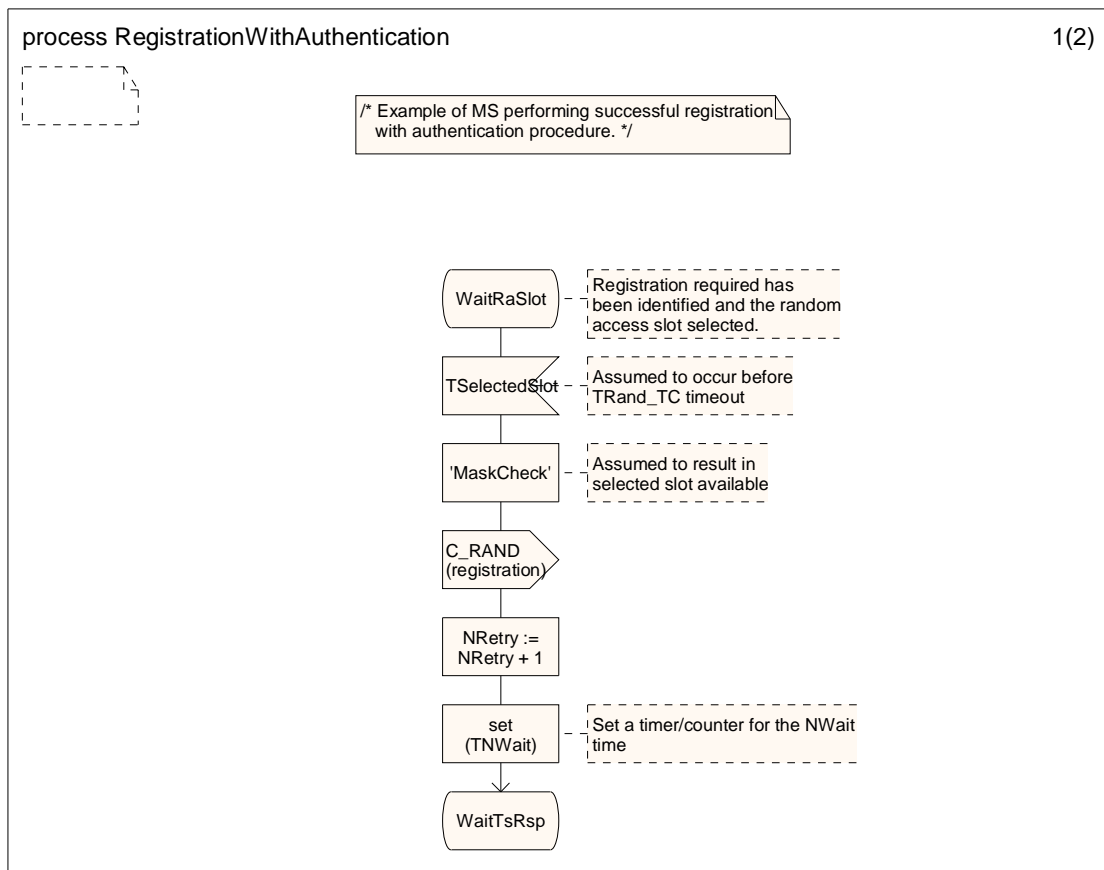 process RegistrationWithAuthentication
1(2)
/* Example of MS performing successful registration
with authentication procedure. */
WaitRaSlot
Registration required has
been identified and the random
access slot selected.
TSelectedSlot
Assumed to occur before
TRand_TC timeout
'MaskCheck'
Assumed to result in
selected slot available
C_RAND
(registration)
NRetry :=
NRetry + 1
set
(TNWait)
Set a timer/counter for the NWait
time
WaitTsRsp